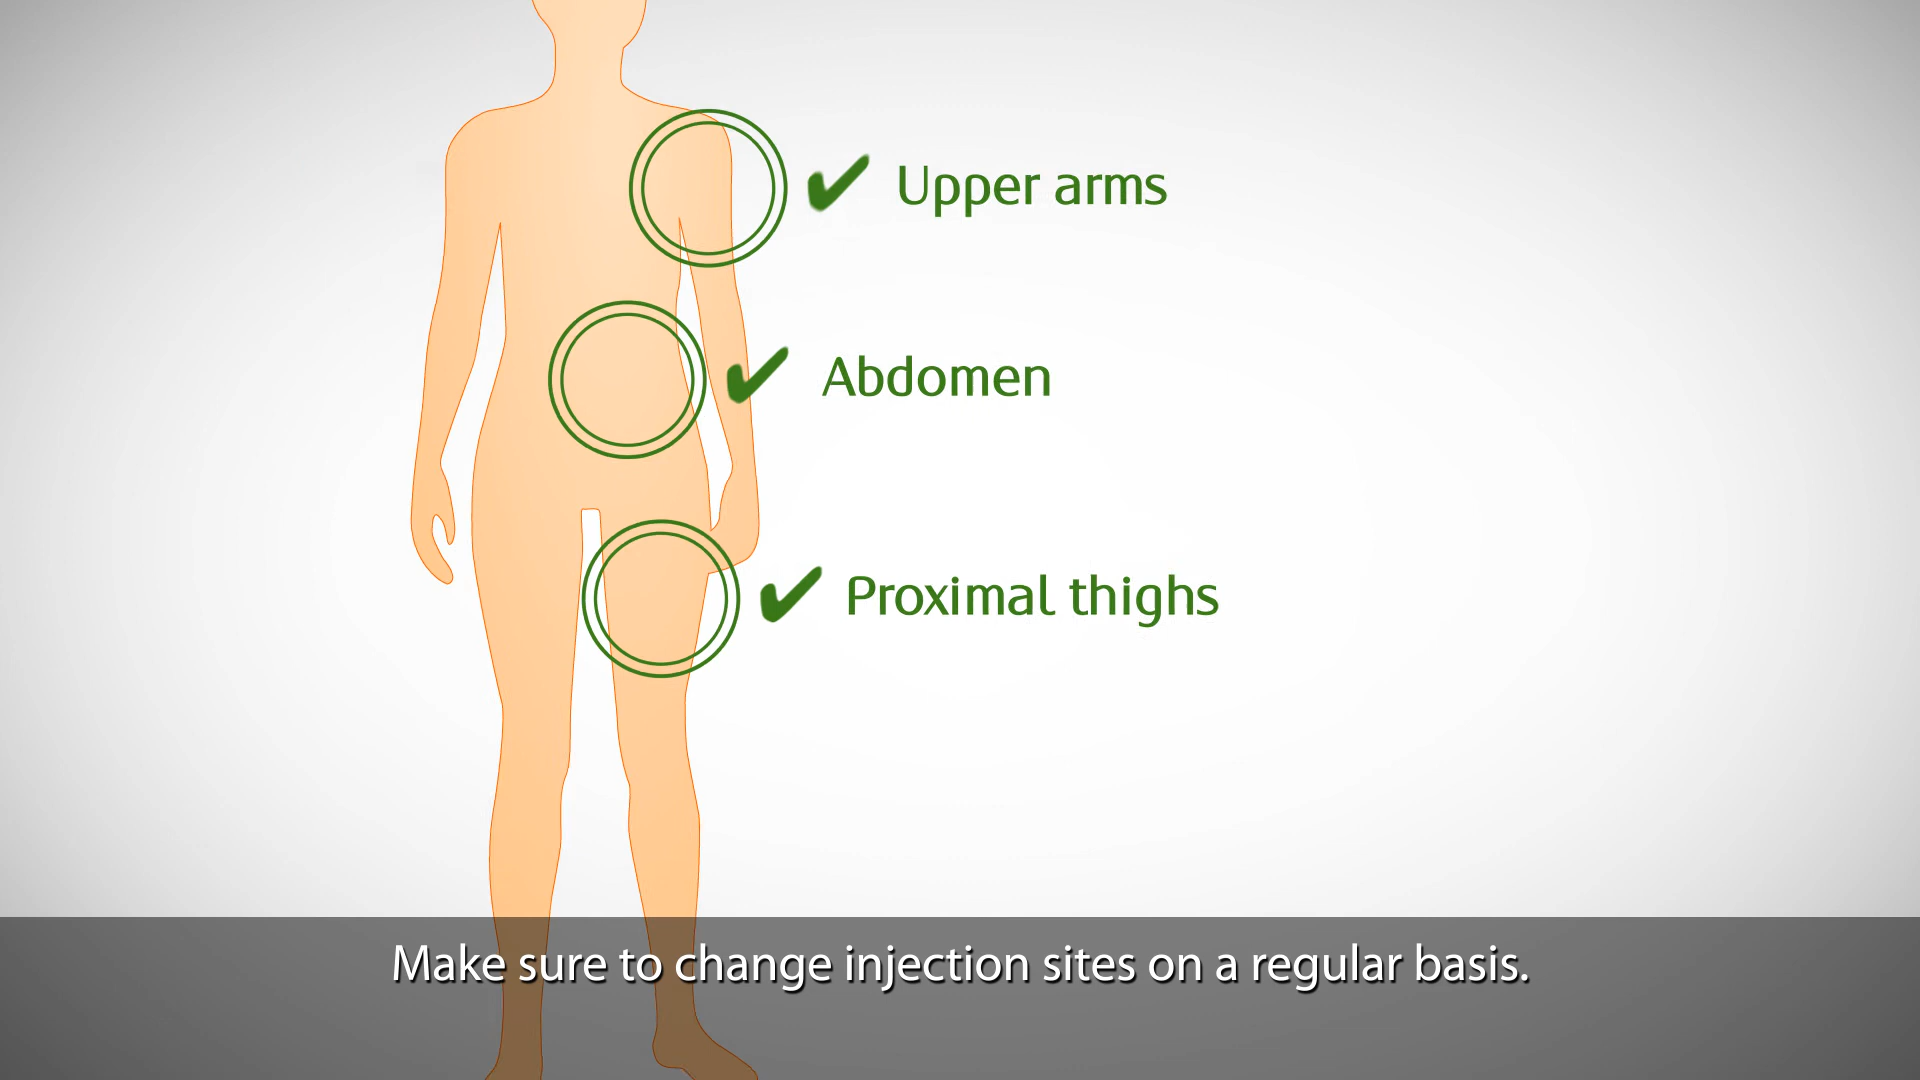 Upper arms
Abdomen
Proximal thighs
Make sure to change injection sites on a regular basis.